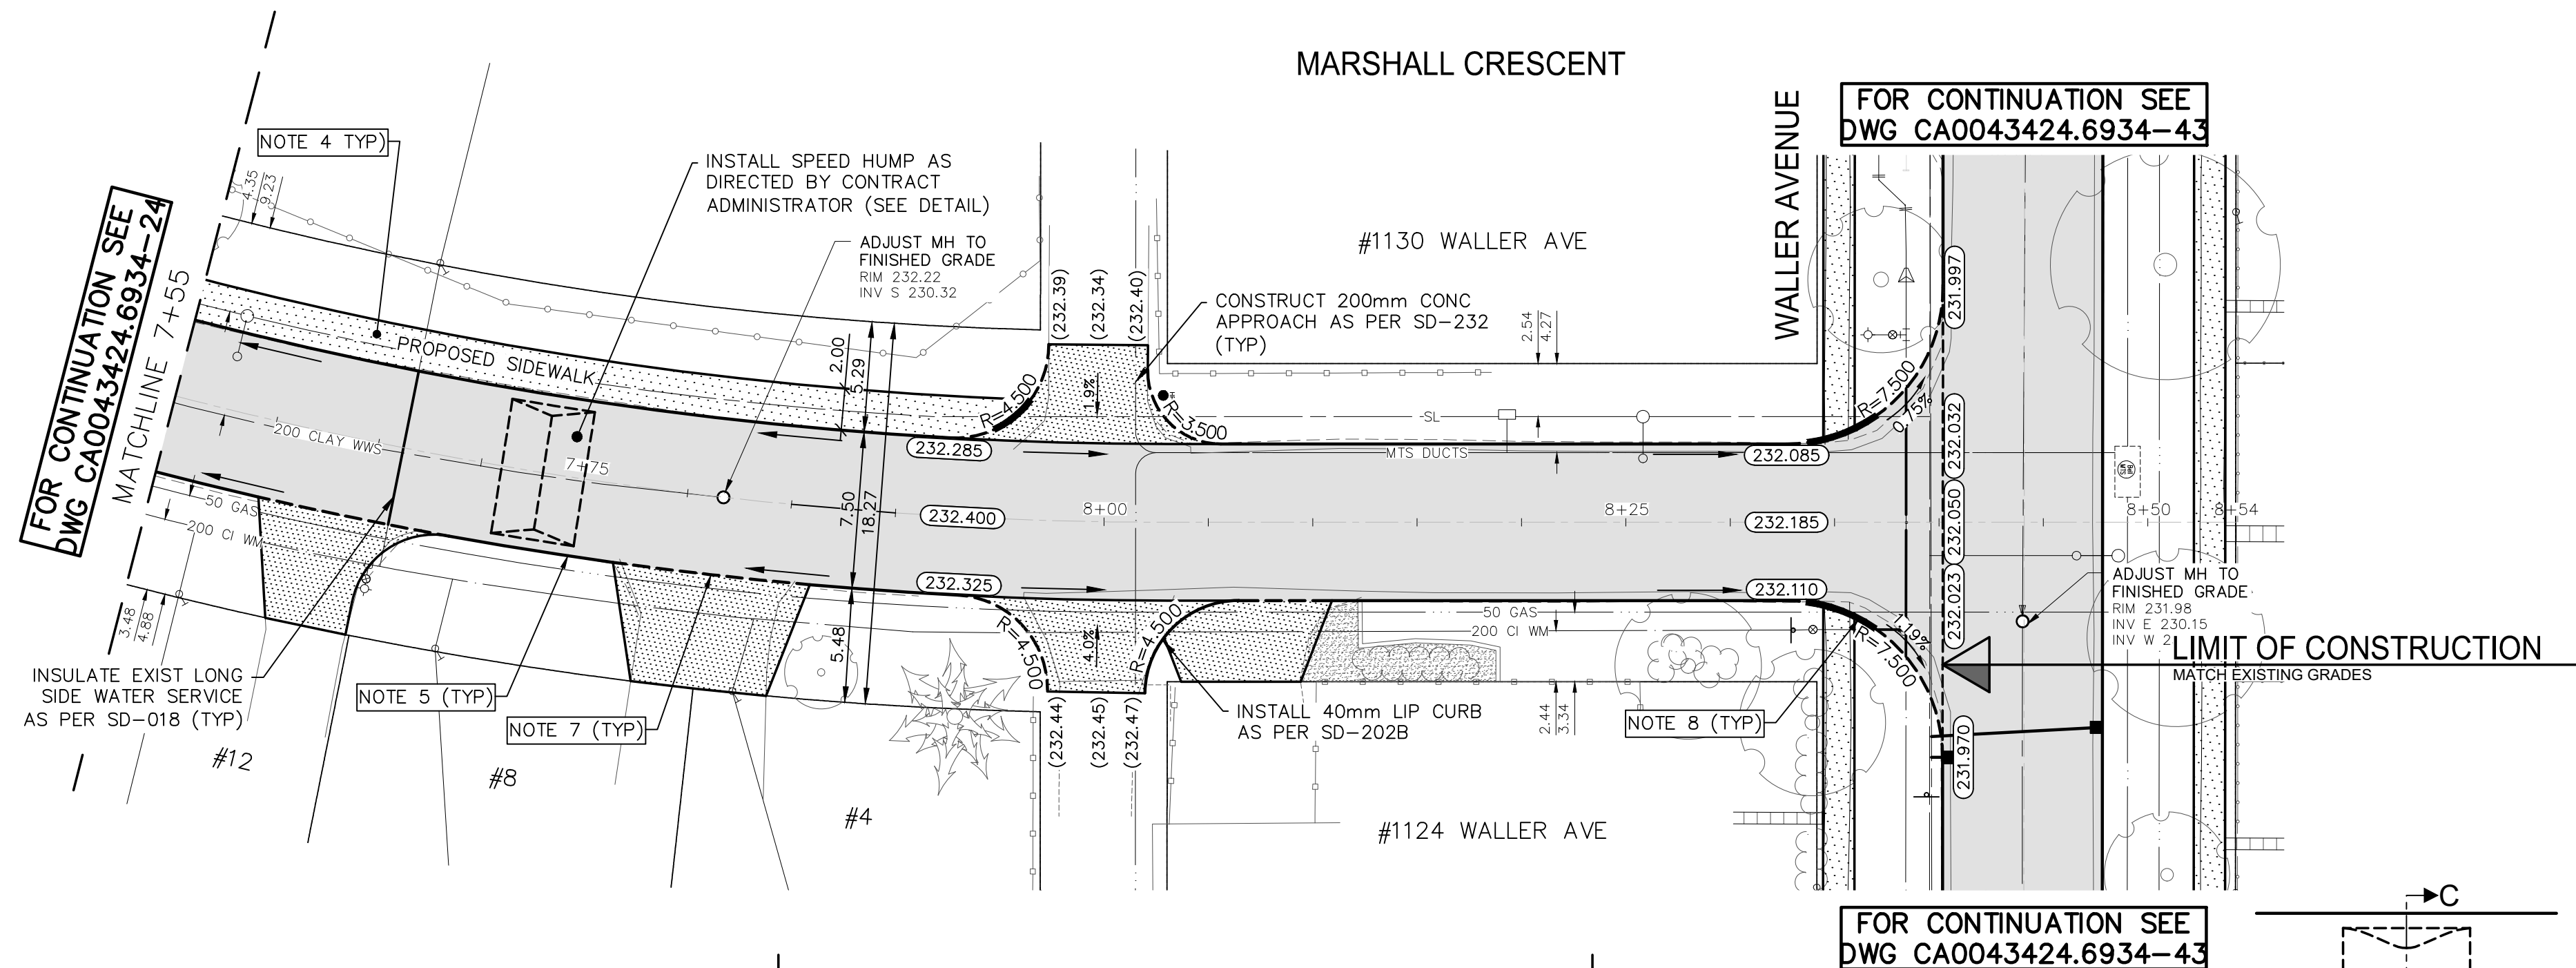 MARSHALL CRESCENT
WALLER AVENUE
FOR CONTINUATION SEE
DWG CA0043424.6934-43
FOR CONTINUATION SEE
DWG CA0043424.6934-24
MATCHLINE 7+55
NOTE 4 TYP)
4.35
9.23
INSTALL SPEED HUMP AS
DIRECTED BY CONTRACT
ADMINISTRATOR (SEE DETAIL)
ADJUST MH TO
FINISHED GRADE
RIM 232.22
INV S 230.32
(232.39)
(232.34)
(232.40)
#1130 WALLER AVE
CONSTRUCT 200mm CONC
APPROACH AS PER SD-232
(TYP)
2.54
4.27
231.997
PROPOSED SIDEWALK
2.00
5.29
R=4.500
1.9%
R=3.500
SL
R=7.500
0.75%
232.032
200 CLAY WWS
7+75
232.285
MTS DUCTS
232.085
7.50
18.27
232.400
8+00
8+25
232.185
232.050
8+50
8+54
50 GAS
200 CI WM
232.325
232.110
232.023
ADJUST MH TO
FINISHED GRADE
RIM 231.98
INV E 230.15
INV W 2
3.48
4.88
5.48
R=4.500
4.0%
R=4.500
50 GAS
200 CI WM
1.19%
R=7.500
LIMIT OF CONSTRUCTION
MATCH EXISTING GRADES
INSULATE EXIST LONG
SIDE WATER SERVICE
AS PER SD-018 (TYP)
NOTE 5 (TYP)
NOTE 7 (TYP)
(232.44)
(232.45)
(232.47)
INSTALL 40mm LIP CURB
AS PER SD-202B
2.44
3.34
NOTE 8 (TYP)
231.970
#12
#8
#4
#1124 WALLER AVE
FOR CONTINUATION SEE
DWG CA0043424.6934-43
C